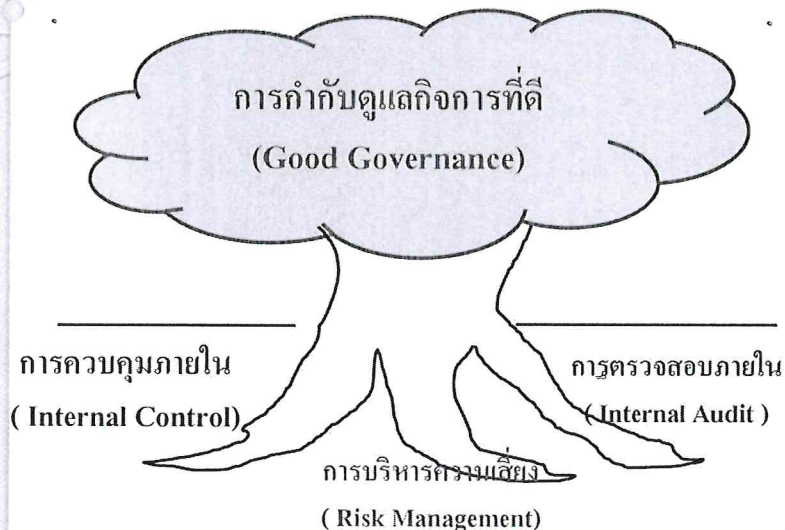 การกำกับดูแลกิจการที่ดี
(Good Governance)
การควบคุมภายใน
( Internal Control)
การตรวจสอบภายใน
( Internal Audit )
การบริหารความเสี่ยง
( Risk Management)